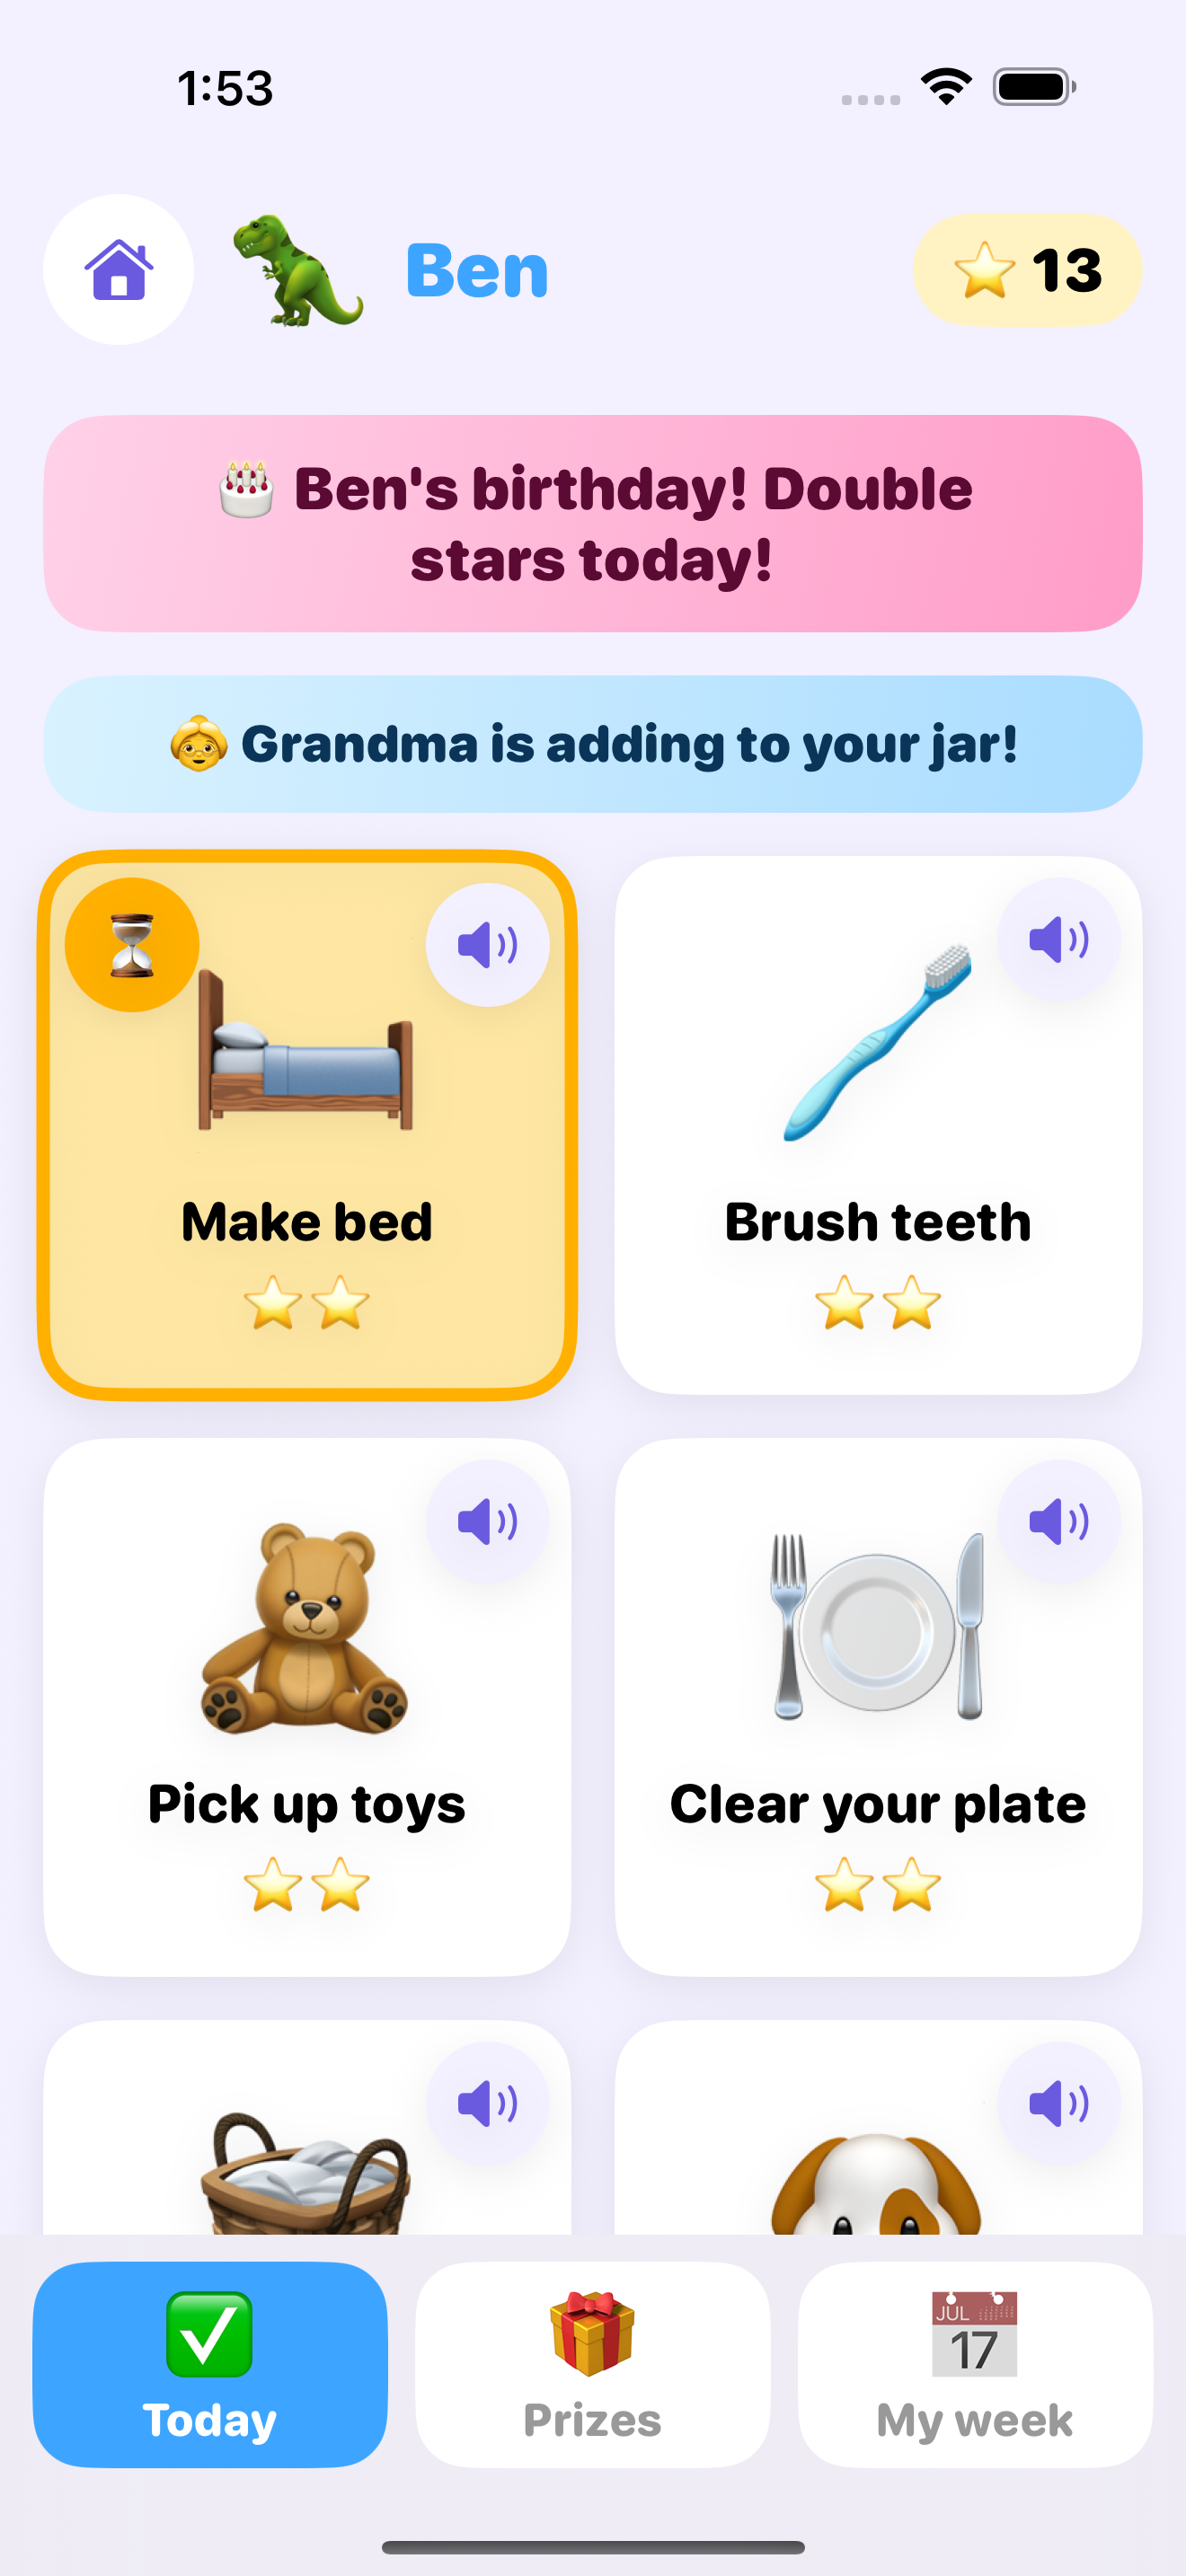 1:53
Ben
13
Ben's birthday! Double
stars today!
Grandma is adding to your jar!
Make bed
Brush teeth
Pick up toys
Clear your plate
JUL
17
Today
Prizes
My week